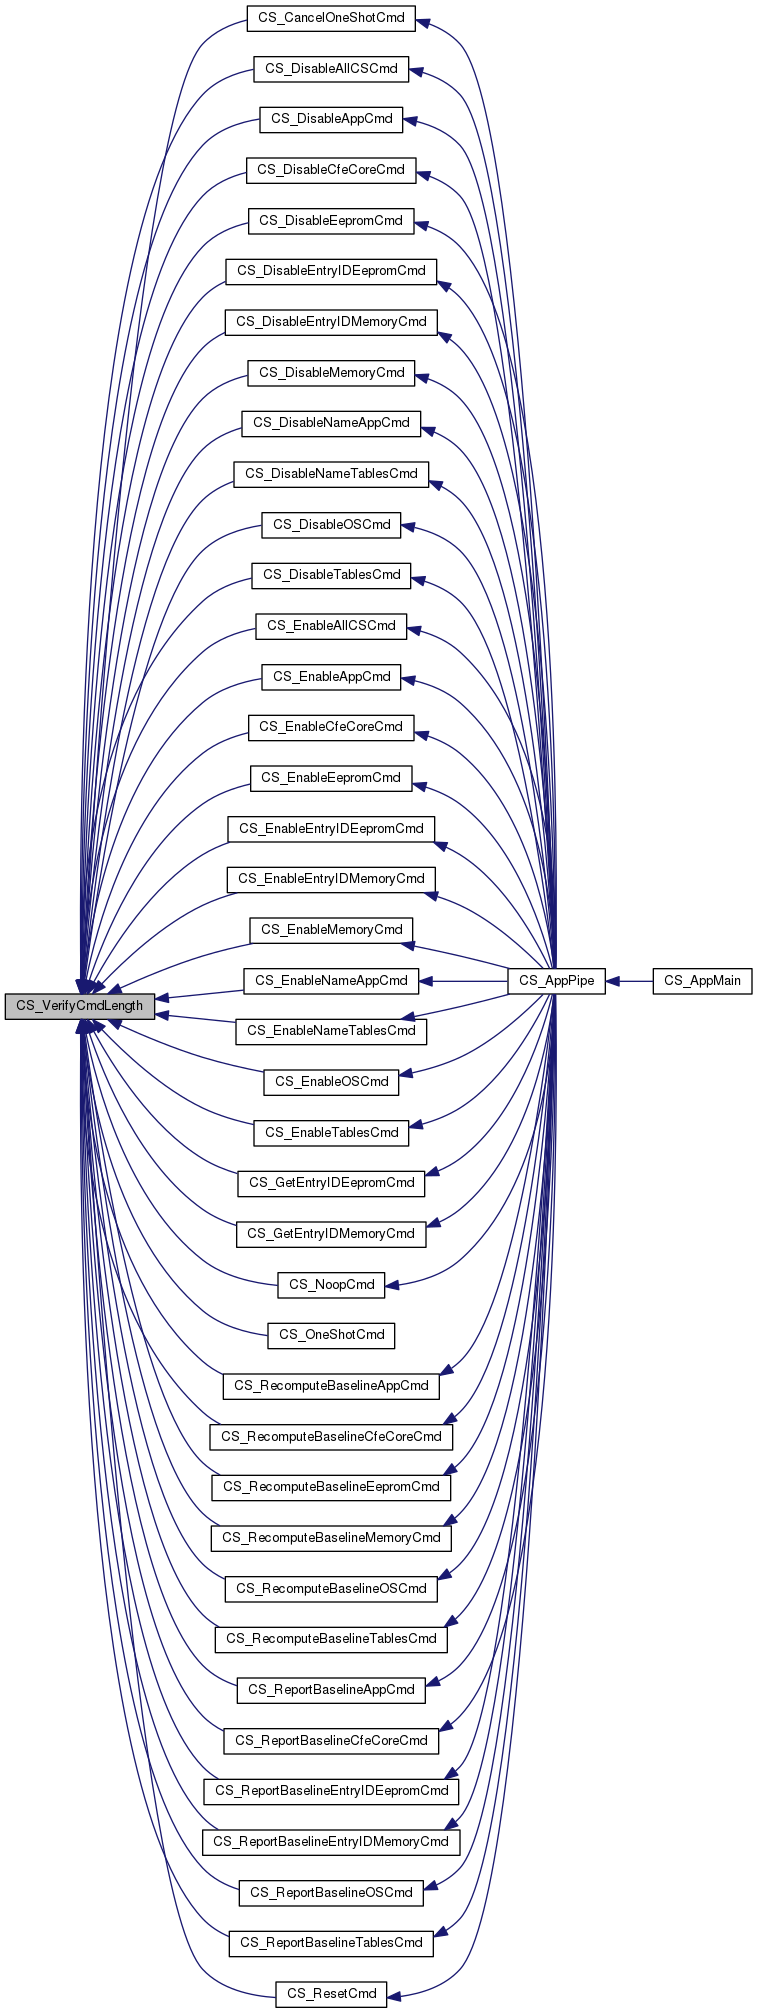 CS_CancelOneShotCmd
CS_DisableAllCSCmd
CS_DisableAppCmd
CS_DisableCfeCoreCmd
CS_DisableEepromCmd
CS_DisableEntryIDEepromCmd
CS_DisableEntryIDMemoryCmd
CS_DisableMemoryCmd
CS_DisableNameAppCmd
CS_DisableNameTablesCmd
CS_DisableOSCmd
CS_DisableTablesCmd
CS_EnableAllCSCmd
CS_EnableAppCmd
CS_EnableCfeCoreCmd
CS_EnableEepromCmd
CS_EnableEntryIDEepromCmd
CS_EnableEntryIDMemoryCmd
CS_EnableMemoryCmd
CS_EnableNameAppCmd
CS_AppPipe
CS_AppMain
CS_VerifyCmdLength
CS_EnableNameTablesCmd
CS_EnableOSCmd
CS_EnableTablesCmd
CS_GetEntryIDEepromCmd
CS_GetEntryIDMemoryCmd
CS_NoopCmd
CS_OneShotCmd
CS_RecomputeBaselineAppCmd
CS_RecomputeBaselineCfeCoreCmd
CS_RecomputeBaselineEepromCmd
CS_RecomputeBaselineMemoryCmd
CS_RecomputeBaselineOSCmd
CS_RecomputeBaselineTablesCmd
CS_ReportBaselineAppCmd
CS_ReportBaselineCfeCoreCmd
CS_ReportBaselineEntryIDEepromCmd
CS_ReportBaselineEntryIDMemoryCmd
CS_ReportBaselineOSCmd
CS_ReportBaselineTablesCmd
CS_ResetCmd